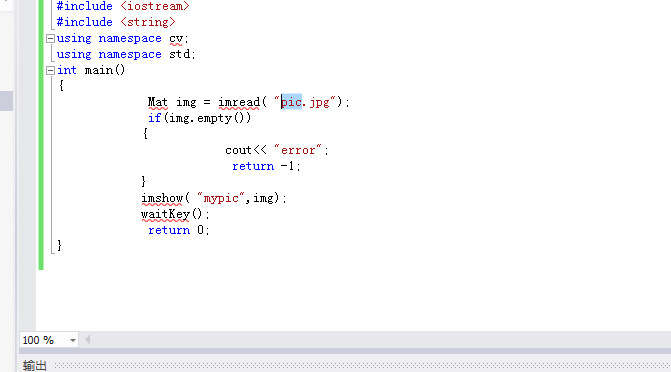 #include <iostream>
#include <string>
using namespace cv;
using namespace std;
int main()
{
Mat img = imread( "pic.jpg");
if(img.empty())
{
cout<< "error";
return -1;
}
imshow( "mypic",img);
waitKey();
return 0;
}
100 %
输出